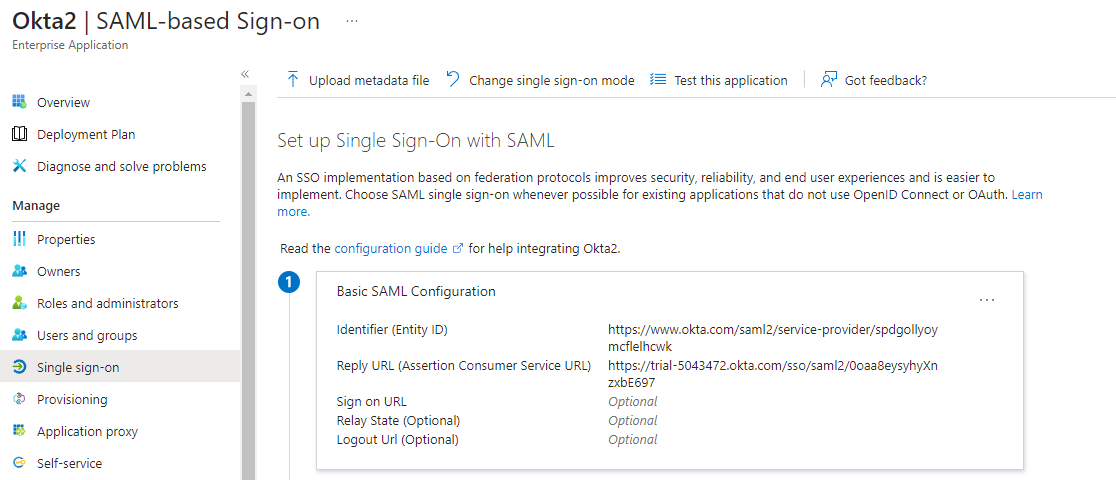 Okta2 | SAML-based Sign-on ...
Enterprise Application
«
Overview
Deployment Plan
Diagnose and solve problems
Manage
Properties
Owners
Roles and administrators
Users and groups
Single sign-on
Provisioning
Application proxy
Self-service
Upload metadata file Change single sign-on mode Test this application | Got feedback?
Set up Single Sign-On with SAML
An SSO implementation based on federation protocols improves security, reliability, and end user experiences and is easier to
implement. Choose SAML single sign-on whenever possible for existing applications that do not use OpenID Connect or OAuth. Learn
more.
Read the configuration guide for help integrating Okta2.
1
Basic SAML Configuration ...
Identifier (Entity ID) https://www.okta.com/saml2/service-provider/spdgollyoy
mcflelhcwk
Reply URL (Assertion Consumer Service URL) https://trial-5043472.okta.com/sso/saml2/0oaa8eysyhyXn
zxbE697
Sign on URL Optional
Relay State (Optional) Optional
Logout Url (Optional) Optional